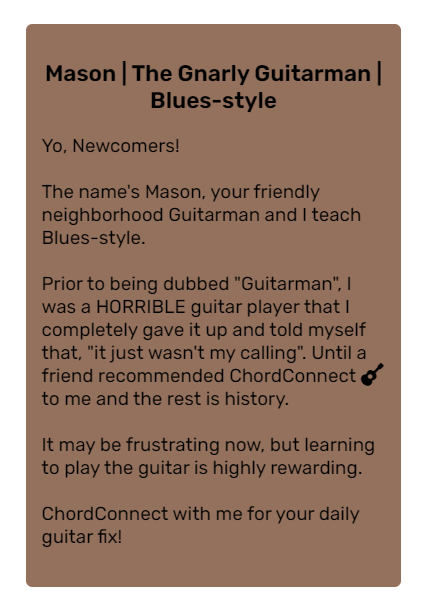 Mason | The Gnarly Guitarman |
Blues-style
Yo, Newcomers!
The name's Mason, your friendly
neighborhood Guitarman and I teach
Blues-style.
Prior to being dubbed "Guitarman", I
was a HORRIBLE guitar player that I
completely gave it up and told myself
that, "it just wasn't my calling". Until a
friend recommended ChordConnect
to me and the rest is history.
It may be frustrating now, but learning
to play the guitar is highly rewarding.
ChordConnect with me for your daily
guitar fix!